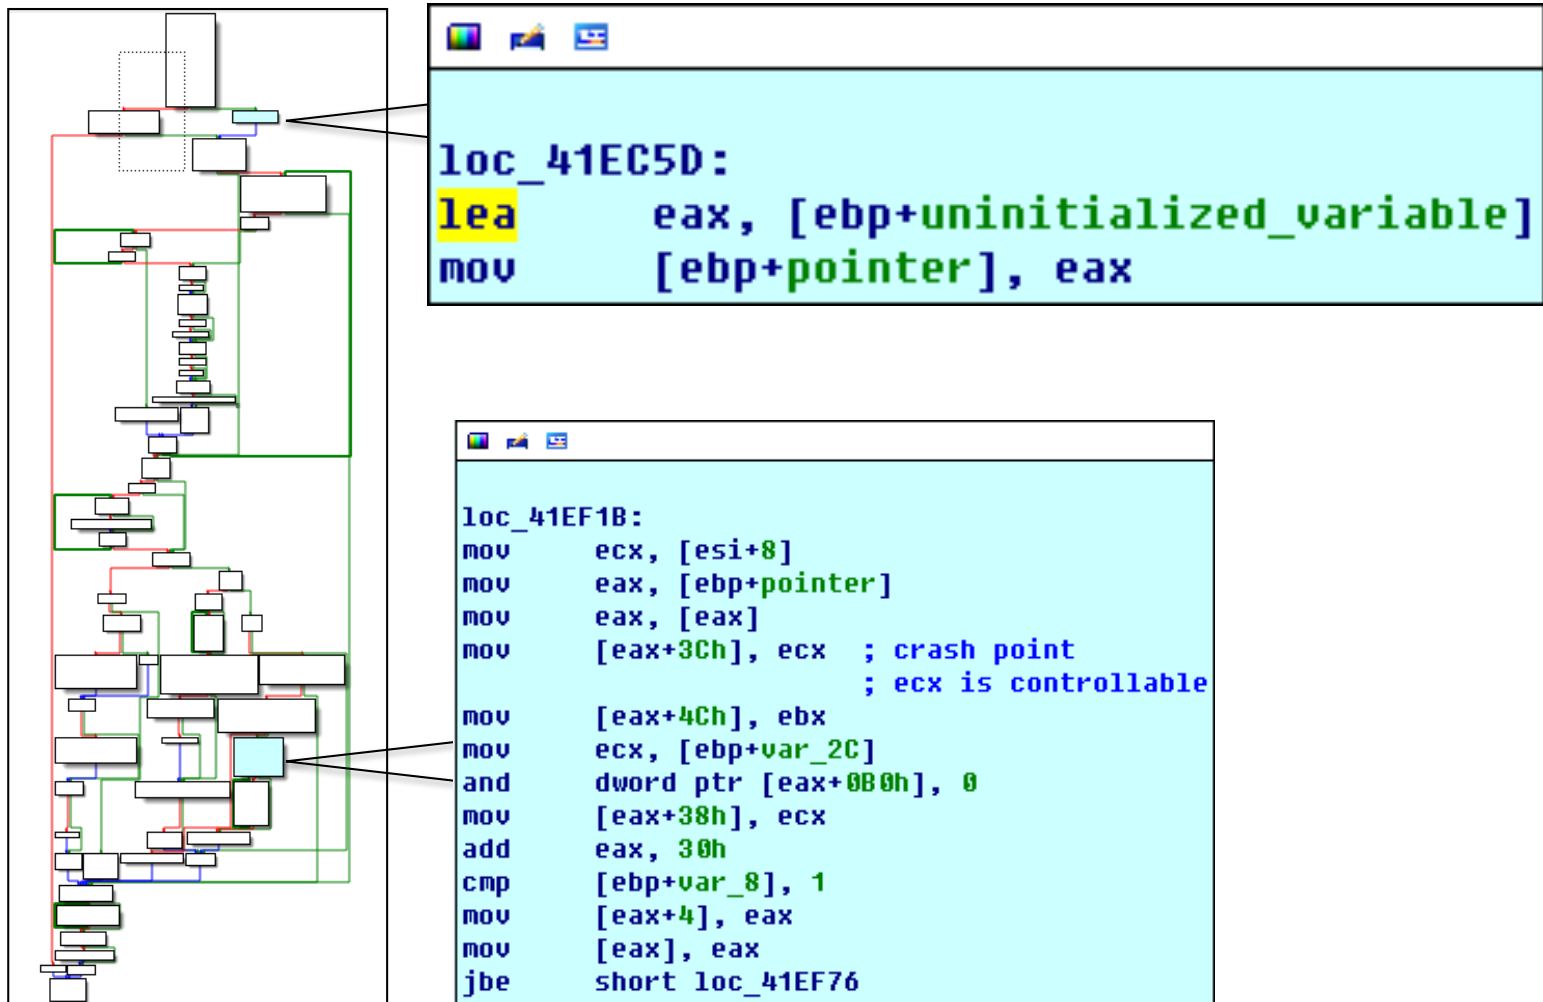 loc_41EC5D:
lea eax, [ebp+uninitialized_variable]
mov [ebp+pointer], eax
loc_41EF1B:
mov ecx, [esi+8]
mov eax, [ebp+pointer]
mov eax, [eax]
mov [eax+3Ch], ecx ; crash point
; ecx is controllable
mov [eax+4Ch], ebx
mov ecx, [ebp+var_2C]
and dword ptr [eax+0B0h], 0
mov [eax+38h], ecx
add eax, 30h
cmp [ebp+var_8], 1
mov [eax+4], eax
mov [eax], eax
jbe short loc_41EF76